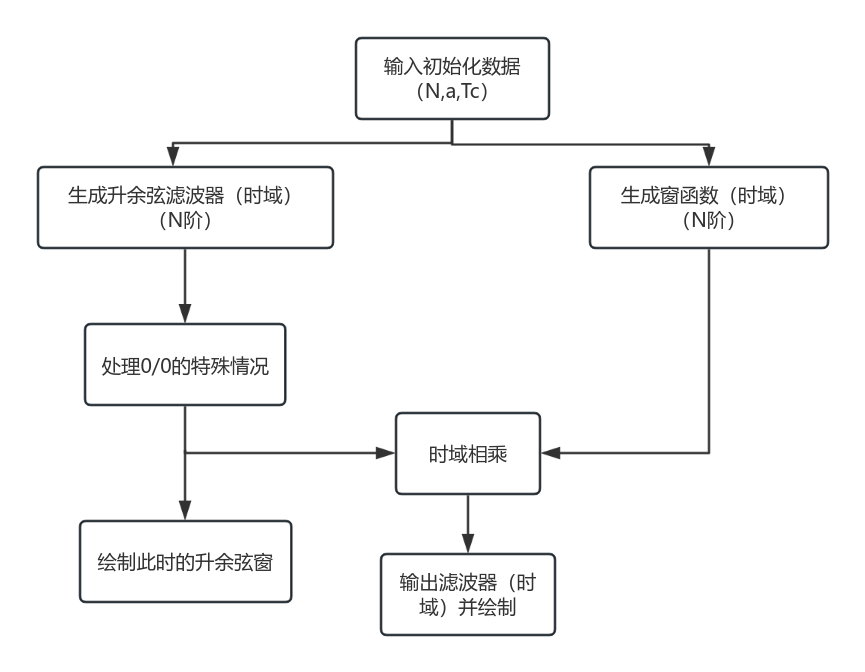 输入初始化数据
（N,a,Tc）
生成升余弦滤波器（时域）
（N阶）
生成窗函数（时域）
（N阶）
处理0/0的特殊情况
时域相乘
绘制此时的升余弦窗
输出滤波器（时
域）并绘制